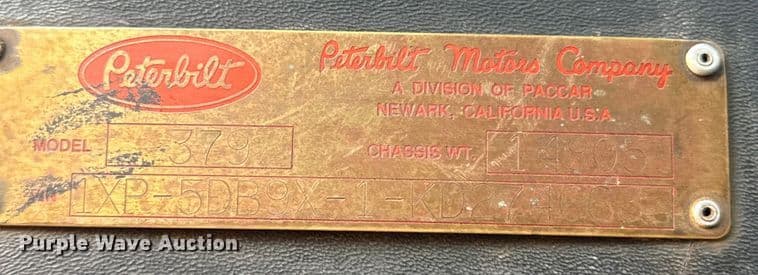 Peterbilt
Peterbilt Motors Company
A DIVISION OF PACCAR
NEWARK, CALIFORNIA U.S.A.
MODEL 379 CHASSIS WT.
1XP-5DB9X-1-KD
Purple Wave Auction